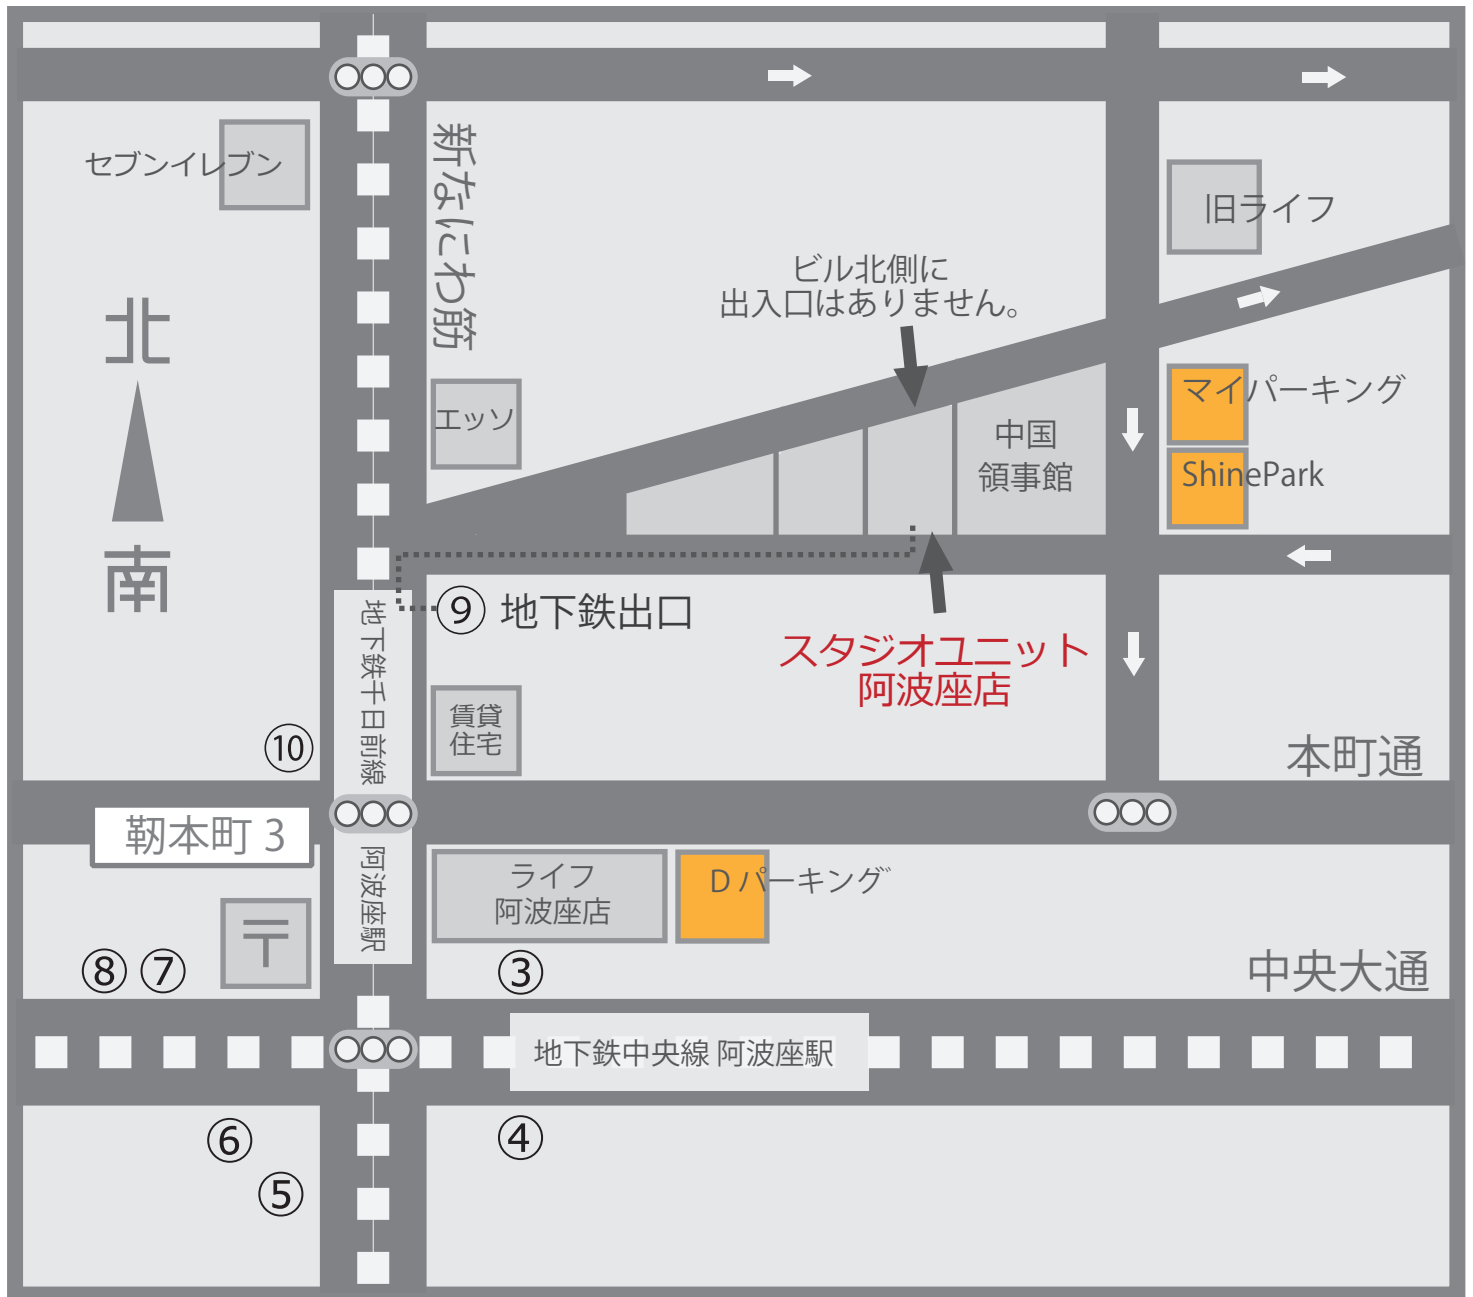 セブンイレブン
新なにわ筋
旧ライフ
ビル北側に
出入口はありません。
北
南
エッソ
中国
領事館
マイパーキング
ShinePark
⑨ 地下鉄出口
スタジオユニット
阿波座店
地下鉄千日前線
阿波座駅
賃貸
住宅
⑩
本町通
靭本町 3
ライフ
阿波座店
D パーキング
〒
⑧ ⑦
③
中央大通
地下鉄中央線 阿波座駅
⑥
④
⑤